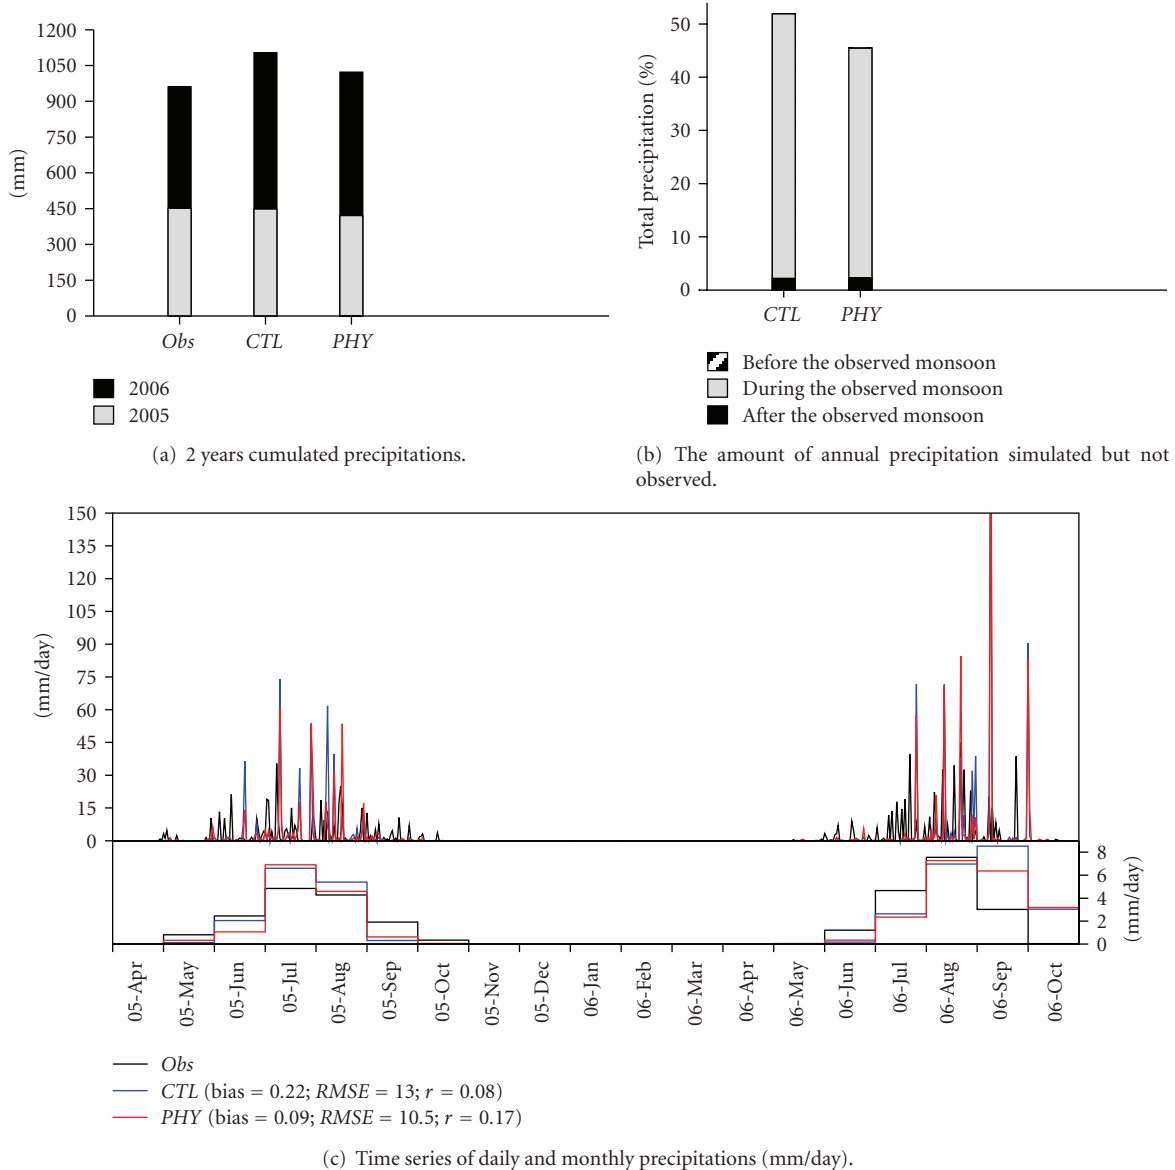 1200
1050
900
750
600
450
300
150
0
(mm)
Obs CTL PHY
2006
2005
(a) 2 years cumulated precipitations.
50
40
30
20
10
0
Total precipitation (%)
CTL PHY
Before the observed monsoon
During the observed monsoon
After the observed monsoon
(b) The amount of annual precipitation simulated but not
observed.
150
135
120
105
90
75
60
45
30
15
0
(mm/day)
8
6
4
2
0
(mm/day)
05-Apr
05-May
05-Jun
05-Jul
05-Aug
05-Sep
05-Oct
05-Nov
05-Dec
06-Jan
06-Feb
06-Mar
06-Apr
06-May
06-Jun
06-Jul
06-Aug
06-Sep
06-Oct
Obs
CTL (bias = 0.22; RMSE = 13; r = 0.08)
PHY (bias = 0.09; RMSE = 10.5; r = 0.17)
(c) Time series of daily and monthly precipitations (mm/day).